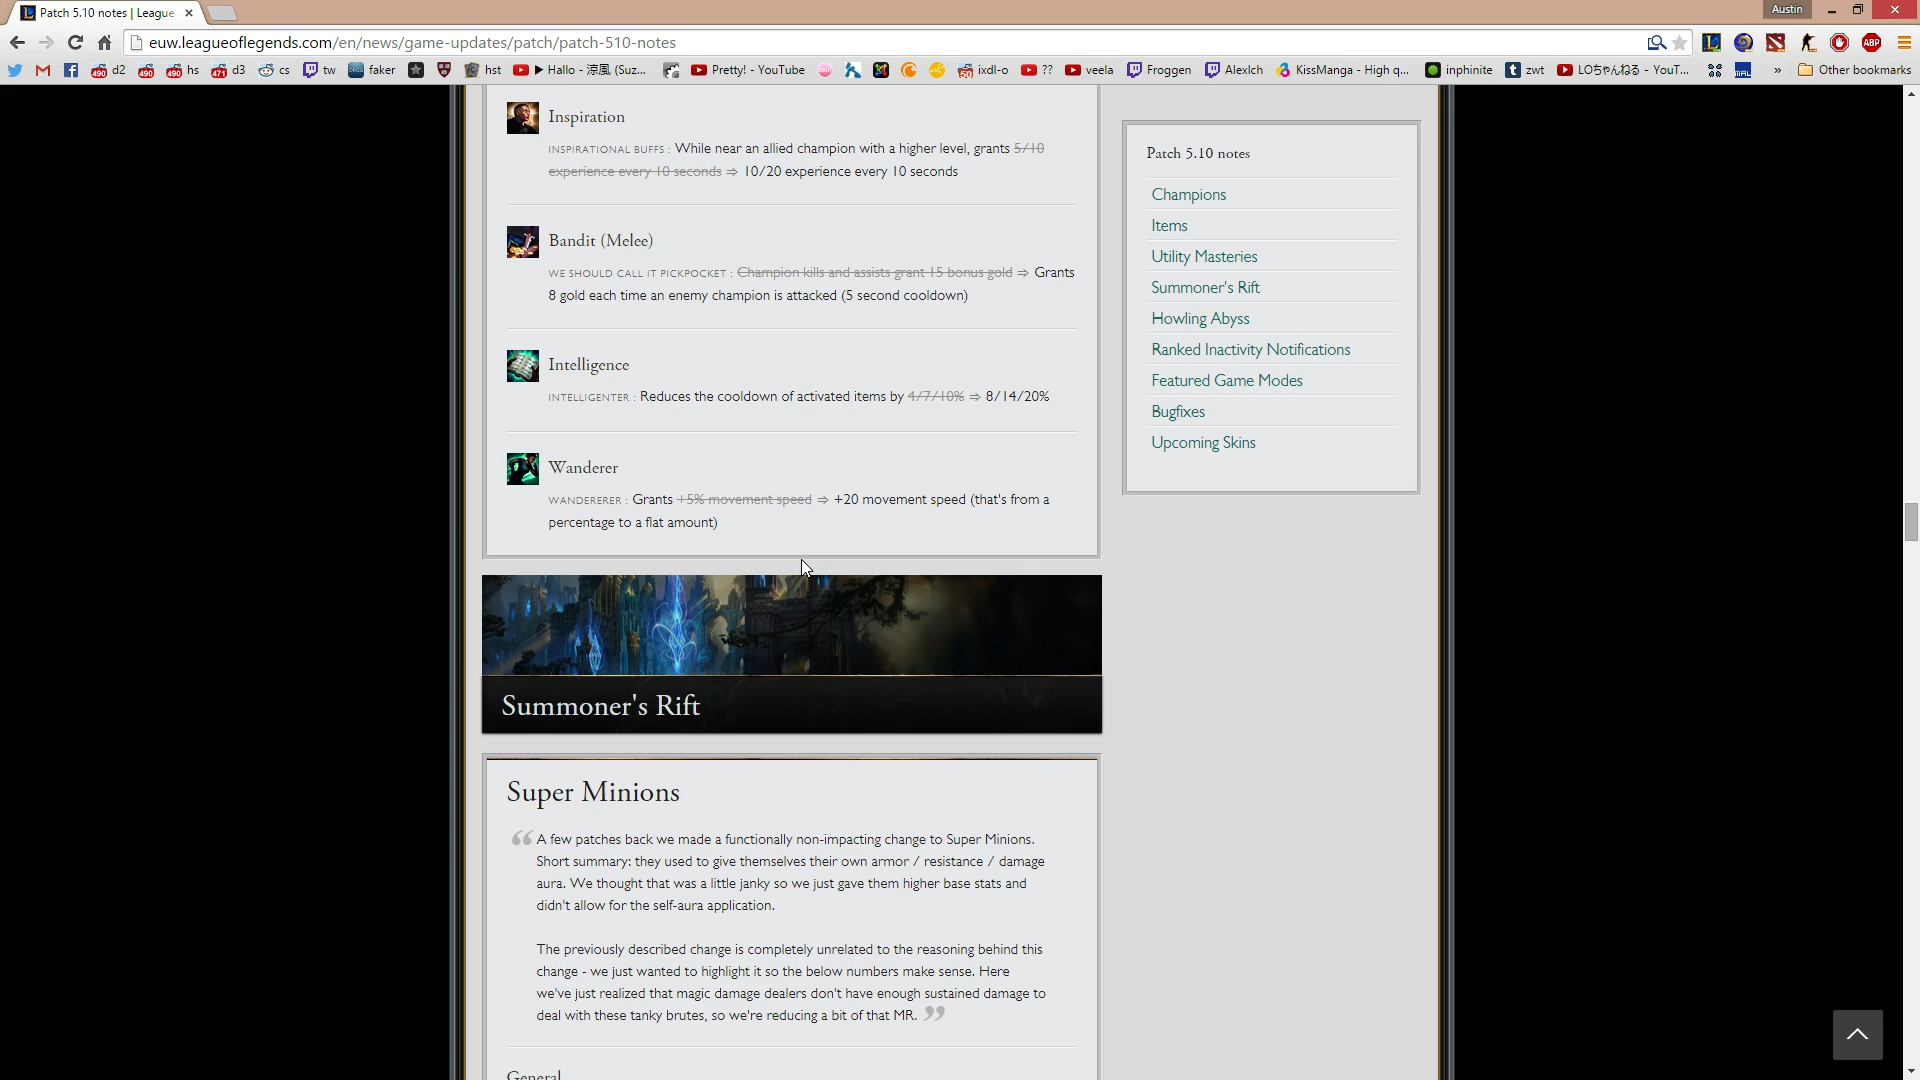 Patch 5.10 notes | League
Austin
euw.leagueoflegends.com/en/news/game-updates/patch/patch-510-notes
ABP
490 d2 490 490 hs 471 d3 cs tw faker hst ▶ Hallo - 涼風 (Suz... Pretty! - YouTube 50 ixdl-o ?? veela Froggen AlexIch KissManga - High q... inphinite zwt LOちゃんねる - YouT... MAL » Other bookmarks
Inspiration
INSPIRATIONAL BUFFS : While near an allied champion with a higher level, grants 5/10
experience every 10 seconds ⇒ 10/20 experience every 10 seconds
Bandit (Melee)
WE SHOULD CALL IT PICKPOCKET : Champion kills and assists grant 15 bonus gold ⇒ Grants
8 gold each time an enemy champion is attacked (5 second cooldown)
Intelligence
INTELLIGENTER : Reduces the cooldown of activated items by 4/7/10% ⇒ 8/14/20%
Wanderer
WANDERERER : Grants +5% movement speed ⇒ +20 movement speed (that's from a
percentage to a flat amount)
Summoner's Rift
Super Minions
“ A few patches back we made a functionally non-impacting change to Super Minions.
Short summary: they used to give themselves their own armor / resistance / damage
aura. We thought that was a little janky so we just gave them higher base stats and
didn't allow for the self-aura application.
The previously described change is completely unrelated to the reasoning behind this
change - we just wanted to highlight it so the below numbers make sense. Here
we've just realized that magic damage dealers don't have enough sustained damage to
deal with these tanky brutes, so we're reducing a bit of that MR. ”
General
Patch 5.10 notes
Champions
Items
Utility Masteries
Summoner's Rift
Howling Abyss
Ranked Inactivity Notifications
Featured Game Modes
Bugfixes
Upcoming Skins